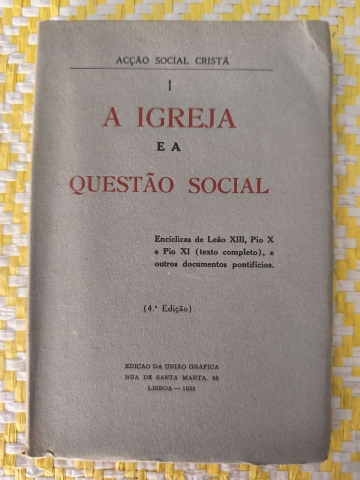 ACÇÃO SOCIAL CRISTÃ
I
A IGREJA
E A
QUESTÃO SOCIAL
Encíclicas de Leão XIII, Pio X
e Pio XI (texto completo), e
outros documentos pontifícios.
(4.ª Edição)
EDIÇÃO DA UNIÃO GRÁFICA
RUA DE SANTA MARTA, 48
LISBOA —